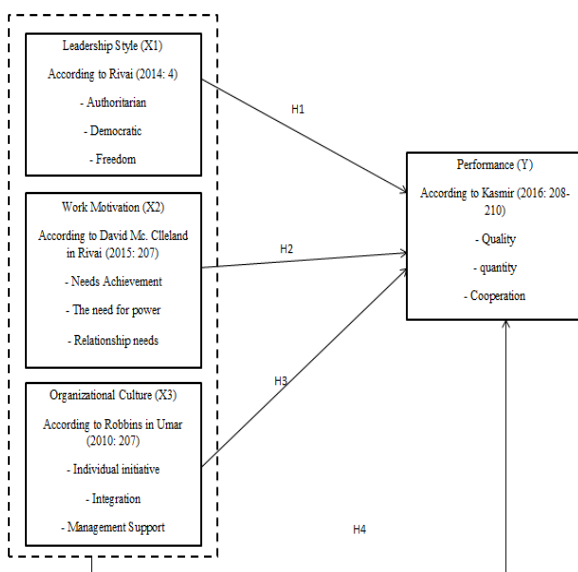 Leadership Style (X1)
According to Rivai (2014: 4)
- Authoritarian
- Democratic
- Freedom
H1
Work Motivation (X2)
According to David Mc. Clleland
in Rivai (2015: 207)
- Needs Achievement
- The need for power
- Relationship needs
H2
Organizational Culture (X3)
According to Robbins in Umar
(2010: 207)
- Individual initiative
- Integration
- Management Support
H3
Performance (Y)
According to Kasmir (2016: 208-
210)
- Quality
- quantity
- Cooperation
H4